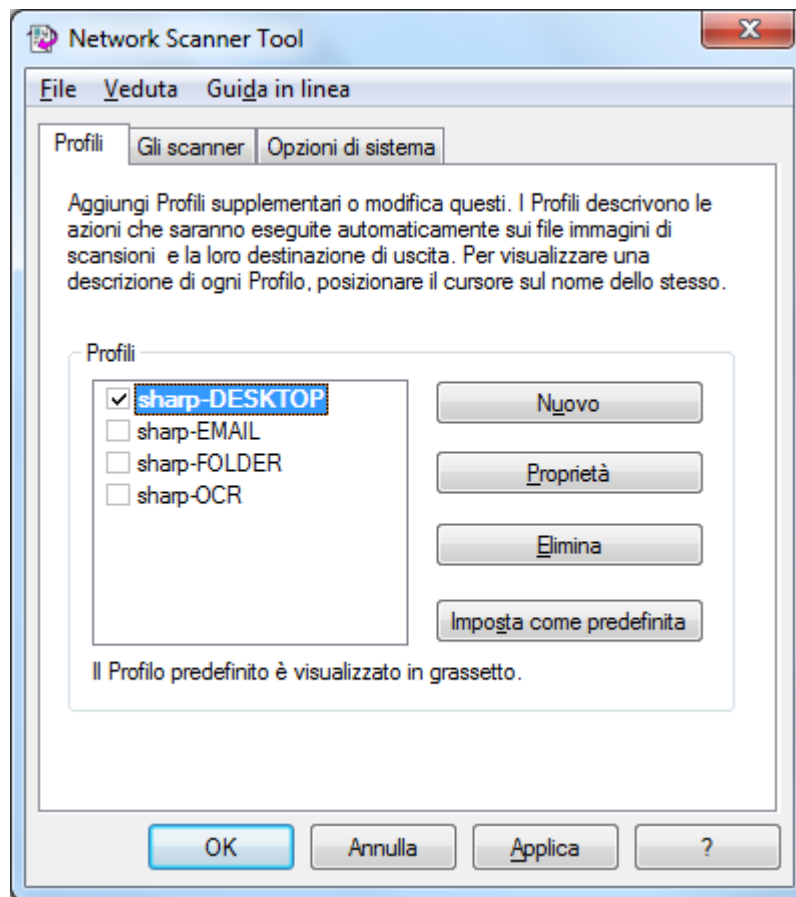 Network Scanner Tool
File Veduta Guida in linea
Profili Gli scanner Opzioni di sistema
Aggiungi Profili supplementari o modifica questi. I Profili descrivono le
azioni che saranno eseguite automaticamente sui file immagini di
scansioni e la loro destinazione di uscita. Per visualizzare una
descrizione di ogni Profilo, posizionare il cursore sul nome dello stesso.
Profili
sharp-DESKTOP
sharp-EMAIL
sharp-FOLDER
sharp-OCR
Nuovo
Proprietà
Elimina
Imposta come predefinita
Il Profilo predefinito è visualizzato in grassetto.
OK Annulla Applica ?